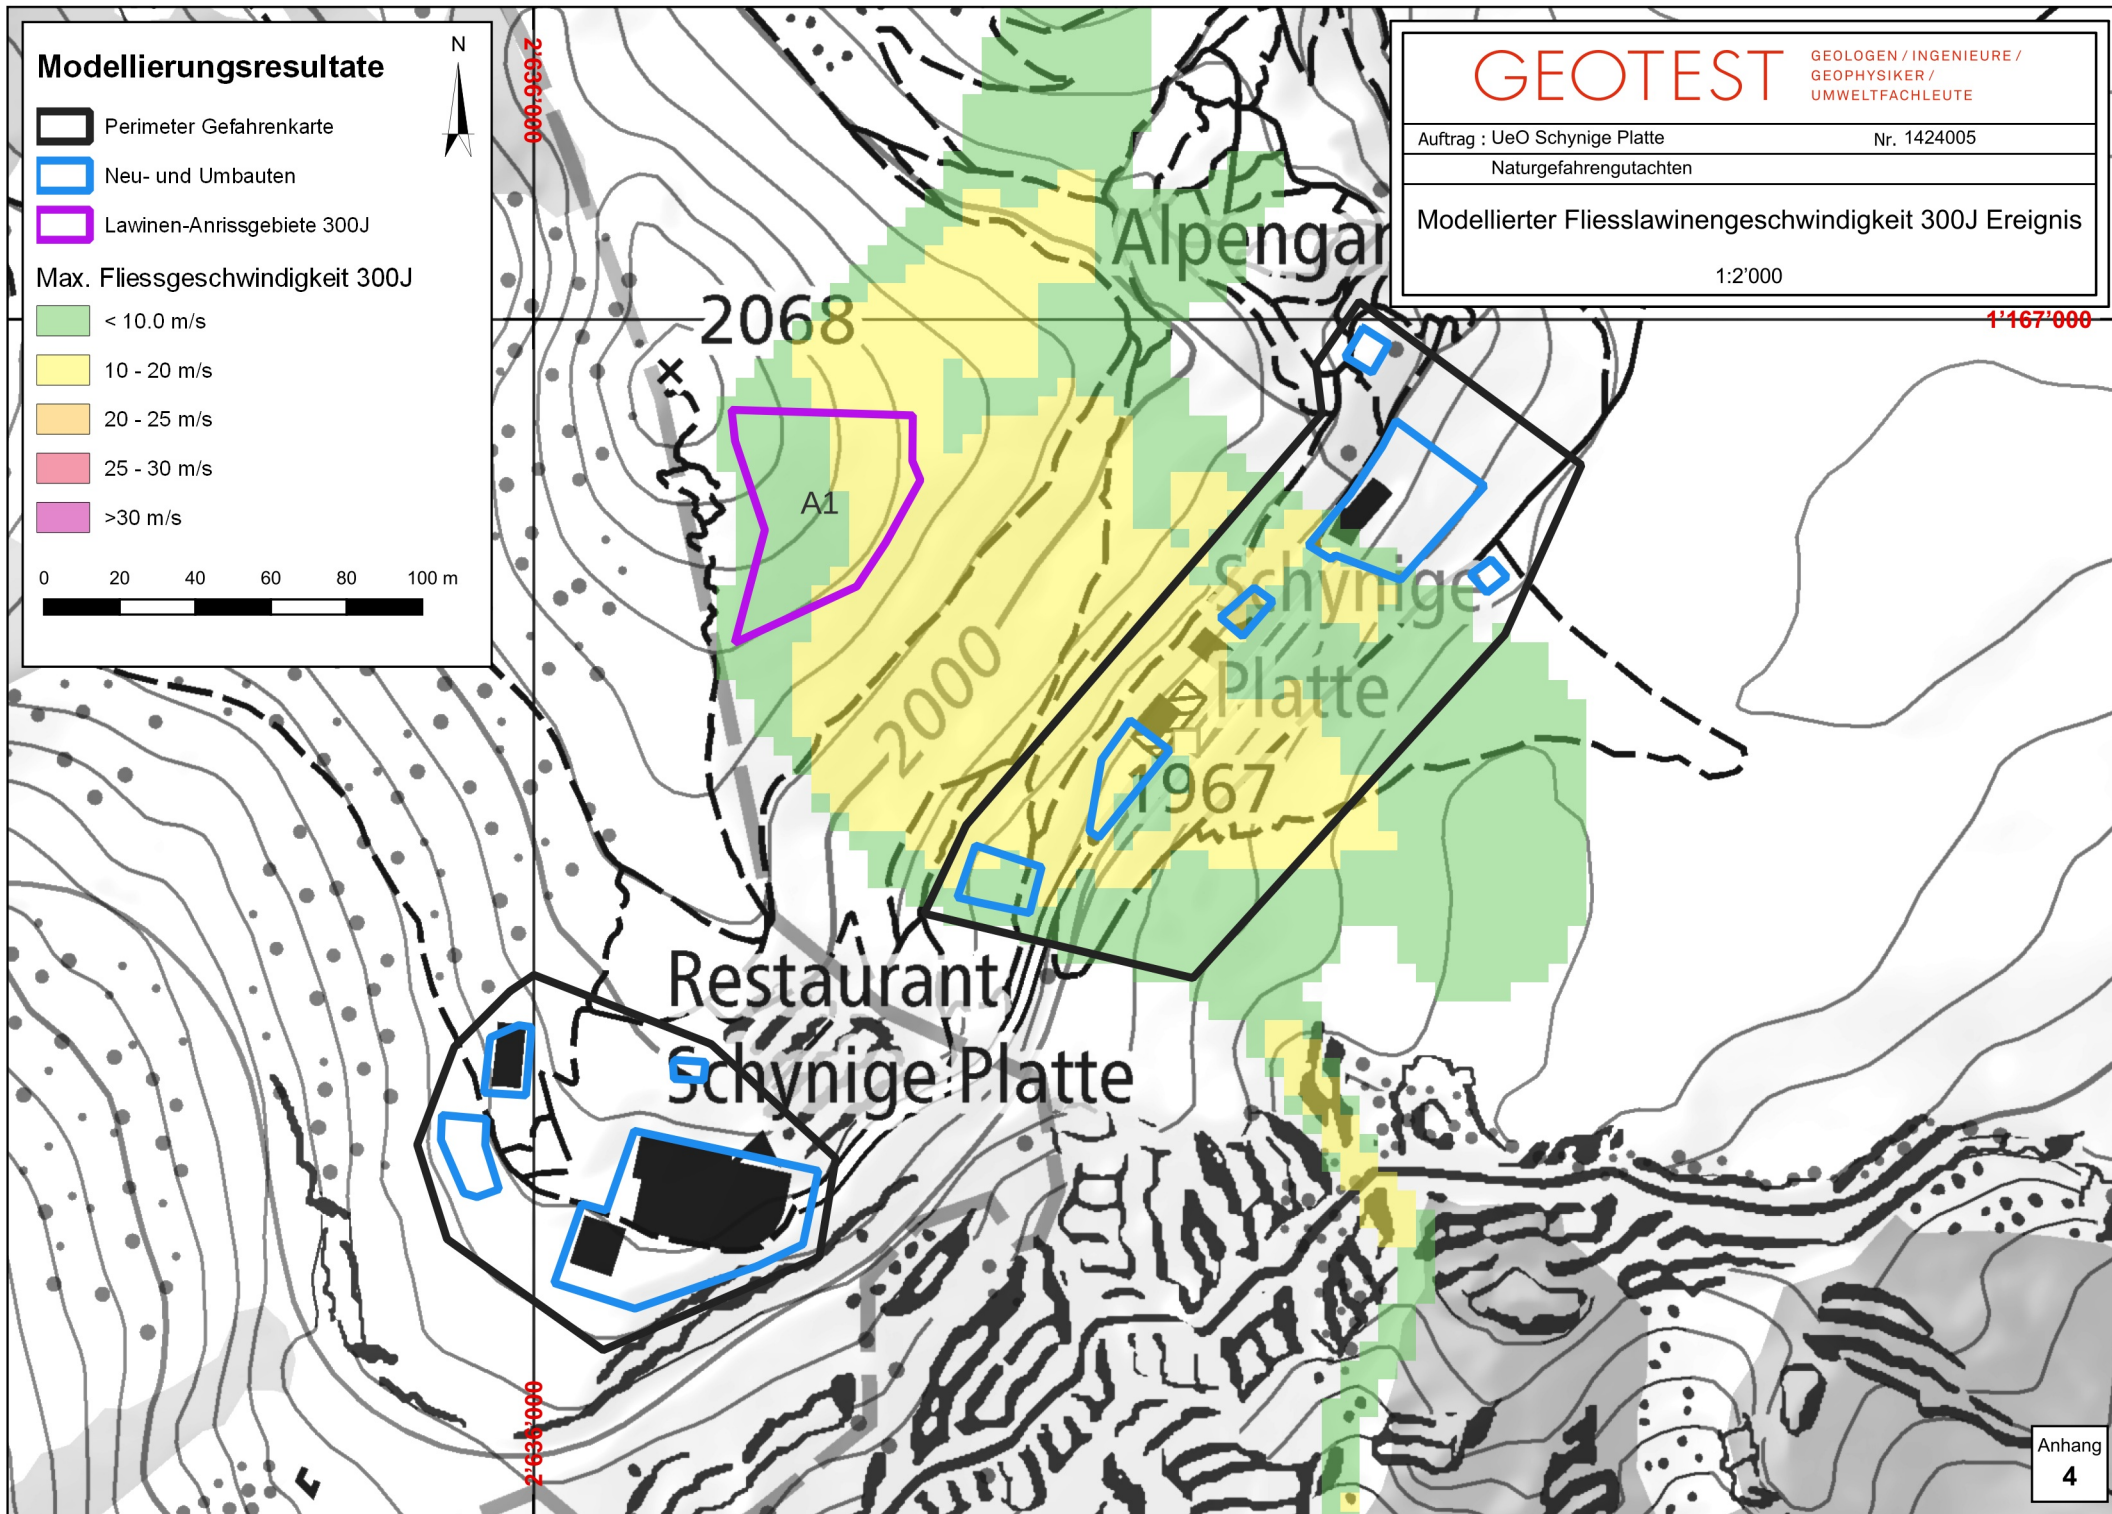 Modellierungsresultate
N
Perimeter Gefahrenkarte
Neu- und Umbauten
Lawinen-Anrissgebiete 300J
Max. Fliessgeschwindigkeit 300J
< 10.0 m/s
10 - 20 m/s
20 - 25 m/s
25 - 30 m/s
>30 m/s
0 20 40 60 80 100 m
2'636'000
GEOTEST
GEOLOGEN / INGENIEURE /
GEOPHYSIKER /
UMWELTFACHLEUTE
Auftrag : UeO Schynige Platte Nr. 1424005
Naturgefahrengutachten
Modellierter Fliesslawinengeschwindigkeit 300J Ereignis
1:2'000
1'167'000
Alpengar
2068
A1
Schynige
Platte
2000
1967
Restaurant
Schynige Platte
2'636'000
Anhang
4